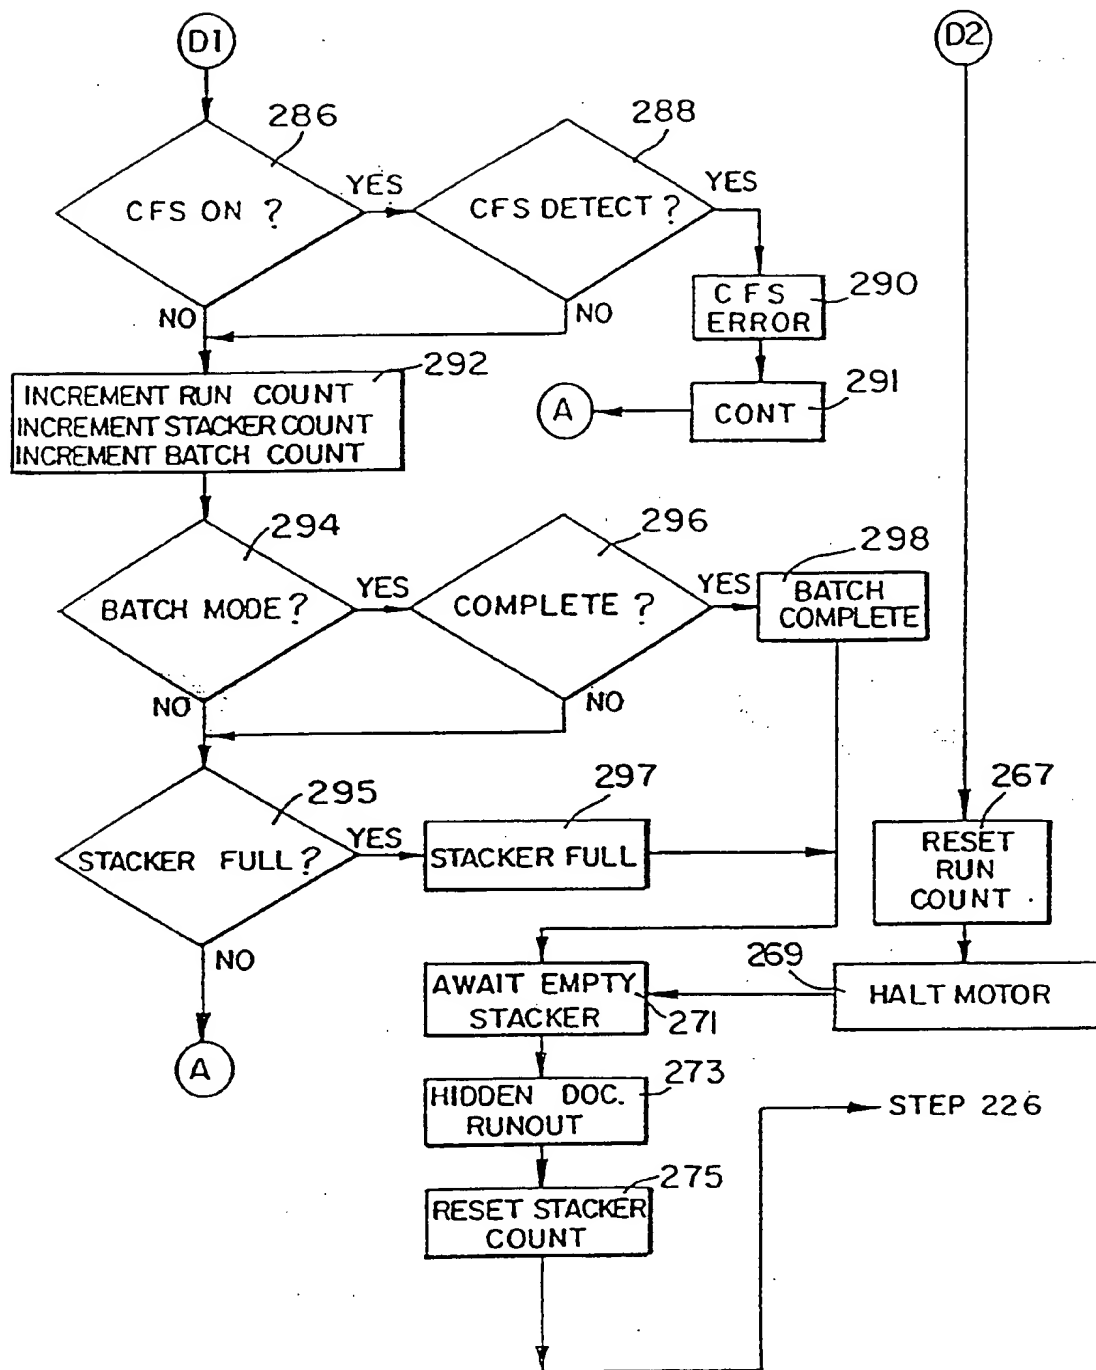 D1
D2
286
288
CFS ON ?
YES
CFS DETECT ?
YES
NO
NO
CFS
ERROR
290
292
INCREMENT RUN COUNT
INCREMENT STACKER COUNT
INCREMENT BATCH COUNT
A
CONT
291
294
296
298
BATCH MODE ?
YES
COMPLETE ?
YES
BATCH
COMPLETE
NO
NO
295
297
267
STACKER FULL ?
YES
STACKER FULL
RESET
RUN
COUNT
NO
269
AWAIT EMPTY
STACKER
271
HALT MOTOR
A
273
HIDDEN DOC.
RUNOUT
STEP 226
275
RESET STACKER
COUNT